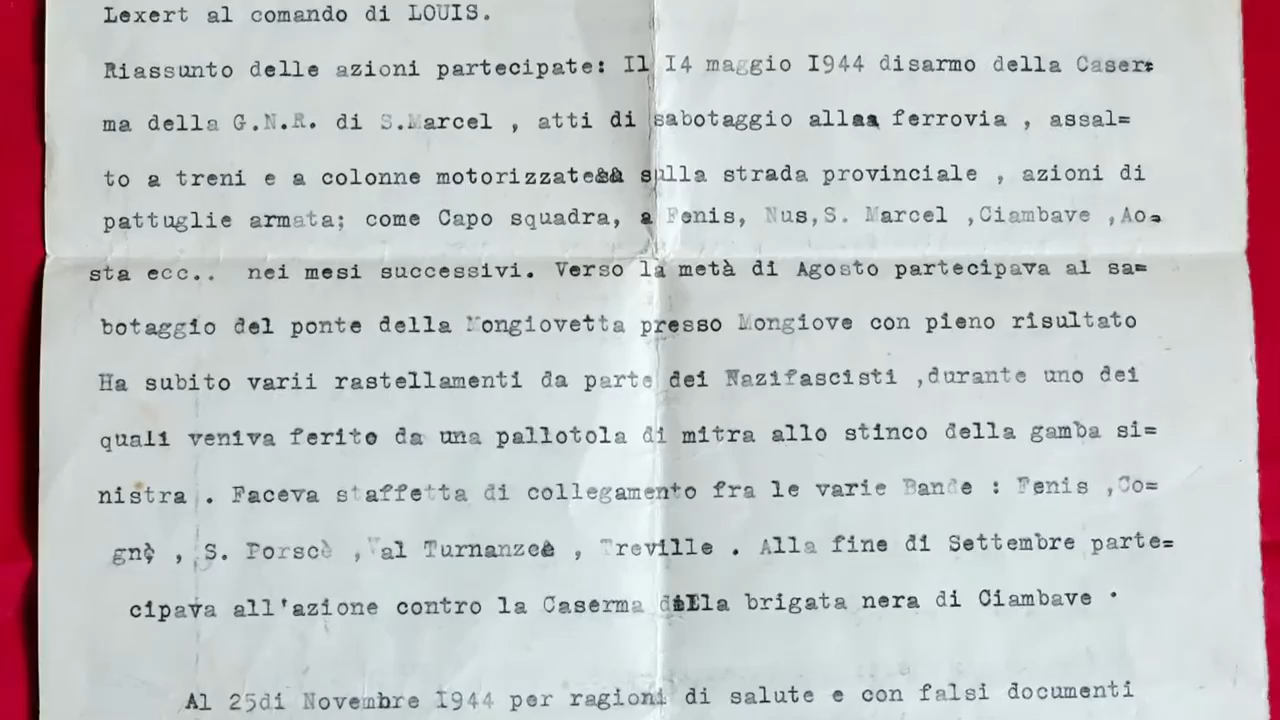 Lexert al comando di LOUIS.
Riassunto delle azioni partecipate: Il I4 maggio I944 disarmo della Caser=
ma della G.N.R. di S.Marcel , atti di sabotaggio alla ferrovia , assal=
to a treni e a colonne motorizzate sulla strada provinciale , azioni di
pattuglie armata; come Capo squadra, a Fenis, Nus,S. Marcel ,Ciambave ,Ao=
sta ecc.. nei mesi successivi. Verso la metà di Agosto partecipava al sa=
botaggio del ponte della Mongiovetta presso Mongiove con pieno risultato
Ha subito varii rastellamenti da parte dei Nazifascisti ,durante uno dei
quali veniva ferito da una pallotola di mitra allo stinco della gamba si=
nistra . Faceva staffetta di collegamento fra le varie Bande : Fenis ,Co=
gnè , S. Porscè ,Val Turnanze , Treville . Alla fine di Settembre parte=
cipava all'azione contro la Caserma della brigata nera di Ciambave .
Al 25di Novembre I944 per ragioni di salute e con falsi documenti